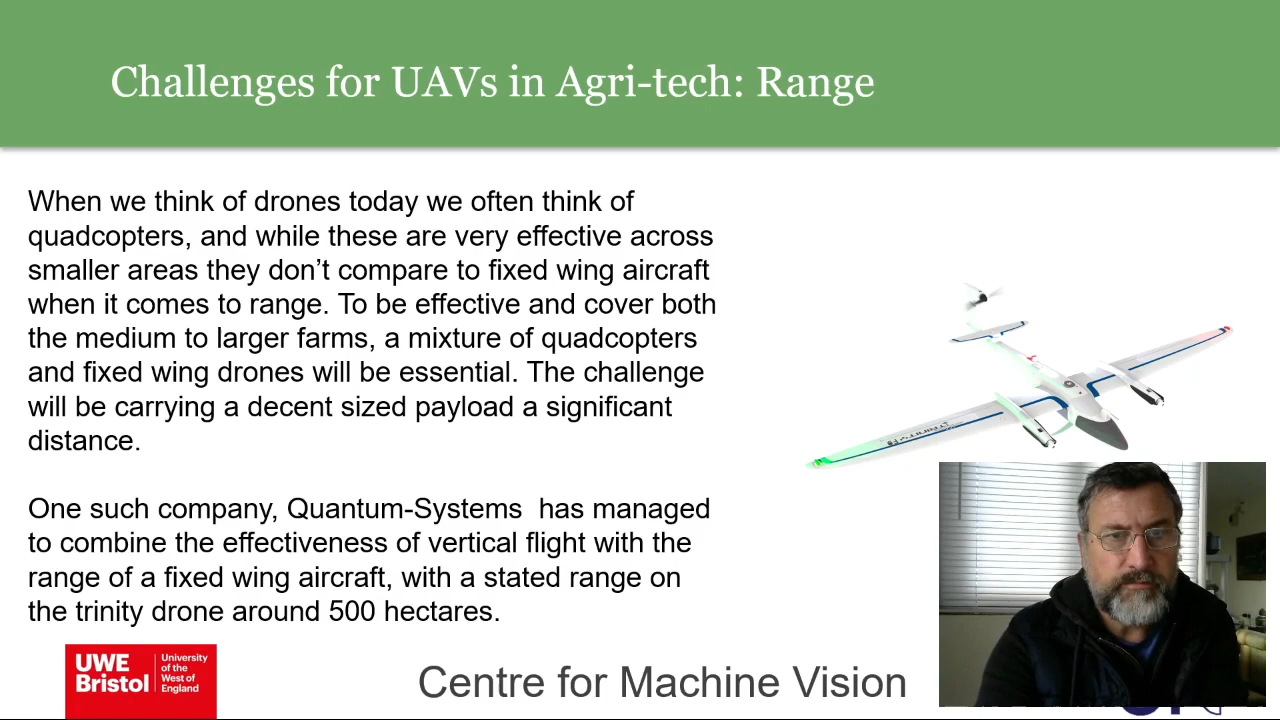 Challenges for UAVs in Agri-tech: Range
When we think of drones today we often think of
quadcopters, and while these are very effective across
smaller areas they don’t compare to fixed wing aircraft
when it comes to range. To be effective and cover both
the medium to larger farms, a mixture of quadcopters
and fixed wing drones will be essential. The challenge
will be carrying a decent sized payload a significant
distance.
One such company, Quantum-Systems  has managed
to combine the effectiveness of vertical flight with the
range of a fixed wing aircraft, with a stated range on
the trinity drone around 500 hectares.
UWE
Bristol
University
of the
West of
England
Centre for Machine Vision